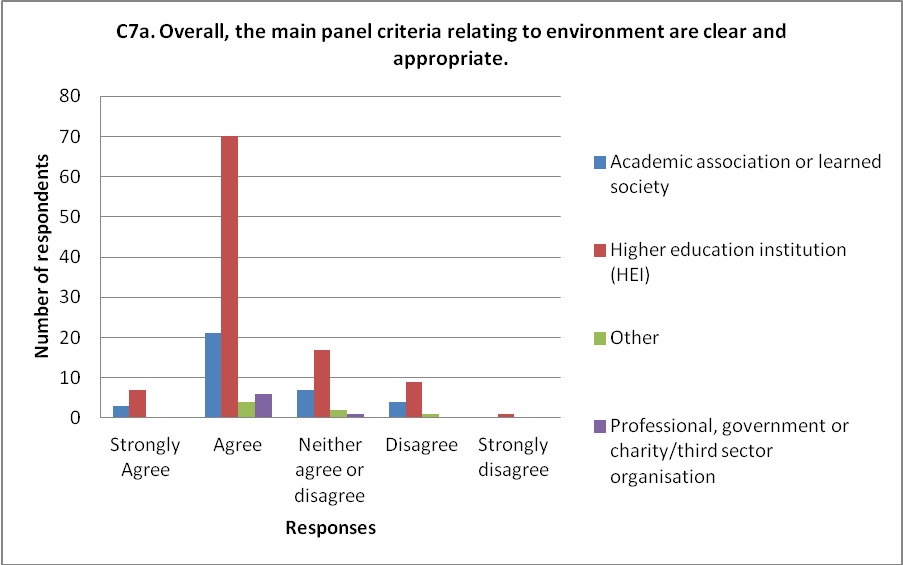 C7a. Overall, the main panel criteria relating to environment are clear and
appropriate.
80
70
60
50
40
30
20
10
0
Number of respondents
Strongly
Agree
Agree
Neither
agree or
disagree
Disagree
Strongly
disagree
Responses
Academic association or learned
society
Higher education institution
(HEI)
Other
Professional, government or
charity/third sector
organisation